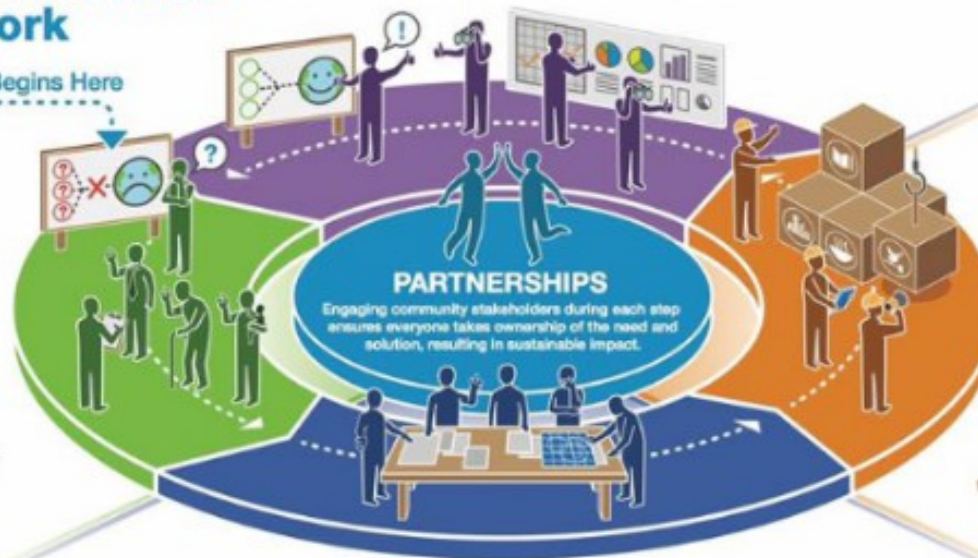 ork
Begins Here
!
?
?
?
?
X
PARTNERSHIPS
Engaging community stakeholders during each step
ensures everyone takes ownership of the need and
solution, resulting in sustainable impact.